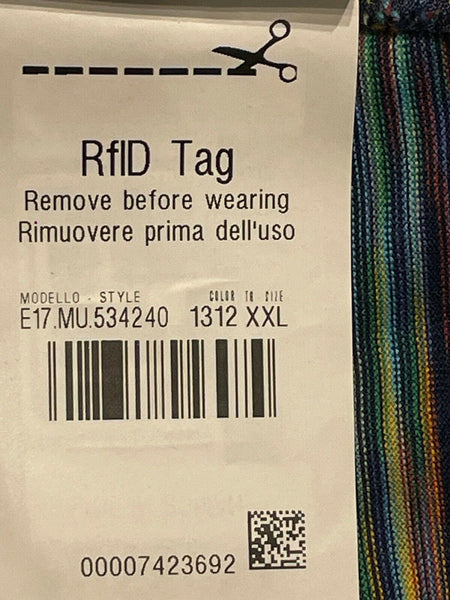 RfID Tag
Remove before wearing
Rimuovere prima dell'uso
MODELLO - STYLE COLOR TG SIZE
E17.MU.534240 1312 XXL
00007423692